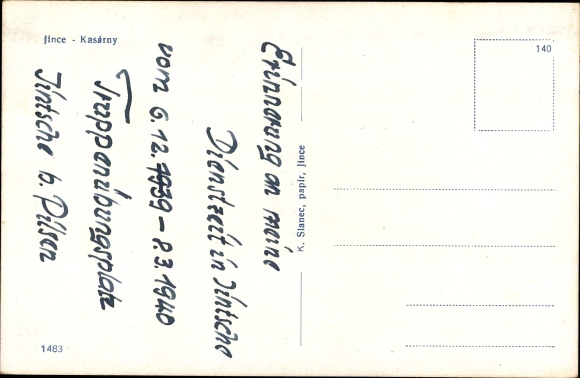 Jince - Kasárny
140
Erinnerung an meine
Dienstzeit in Jintsche
vom 6.12.1939 - 8.3.1940
Truppenübungsplatz
Jintsche b. Pilsen
K. Slanec, papír, Jince
1483